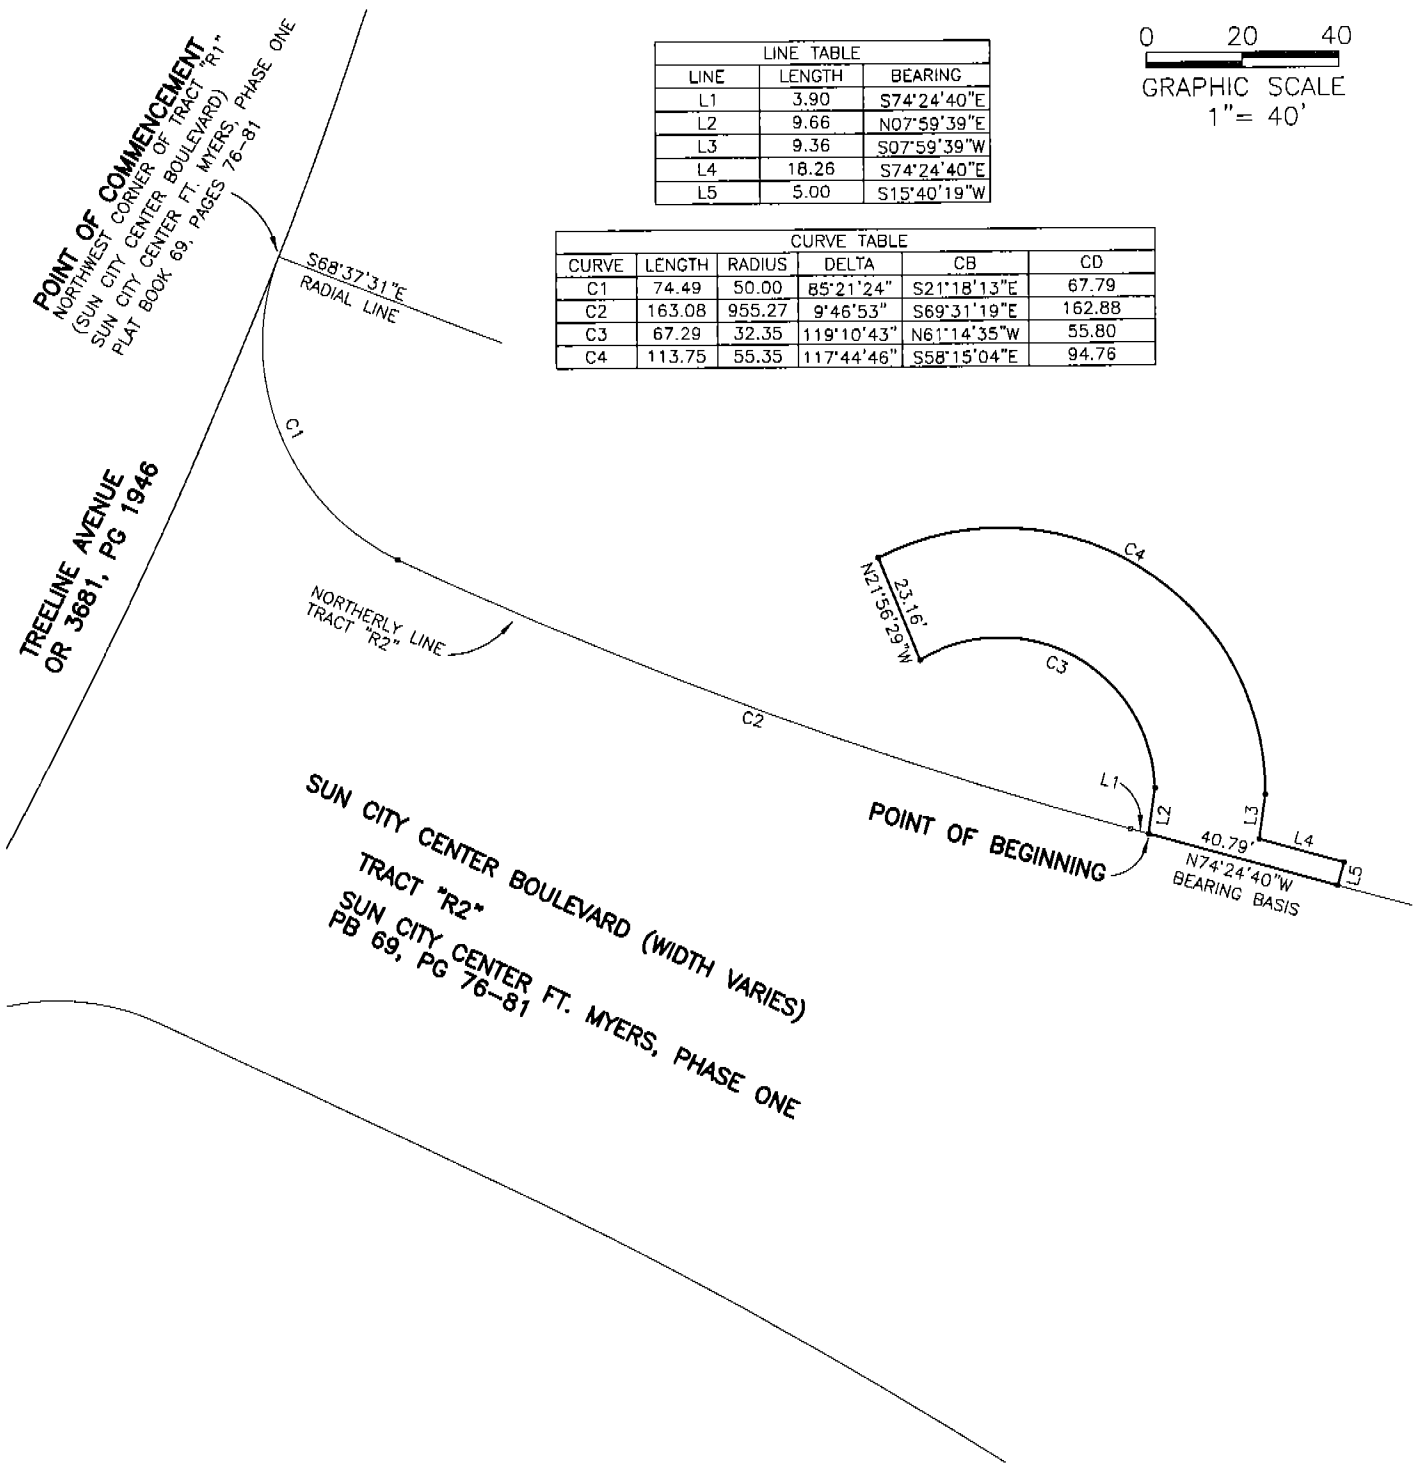 POINT OF COMMENCEMENT
NORTHWEST CORNER OF TRACT "R1"
(SUN CITY CENTER BOULEVARD)
SUN CITY CENTER FT. MYERS, PHASE ONE
PLAT BOOK 69, PAGES 76-81
LINE TABLE
LINE LENGTH BEARING
L1 3.90 S74°24'40"E
L2 9.66 N07°59'39"E
L3 9.36 S07°59'39"W
L4 18.26 S74°24'40"E
L5 5.00 S15°40'19"W
0 20 40
GRAPHIC SCALE
1"= 40'
CURVE TABLE
CURVE LENGTH RADIUS DELTA CB CD
C1 74.49 50.00 85°21'24" S21°18'13"E 67.79
C2 163.08 955.27 9°46'53" S69°31'19"E 162.88
C3 67.29 32.35 119°10'43" N61°14'35"W 55.80
C4 113.75 55.35 117°44'46" S58°15'04"E 94.76
S68°37'31"E
RADIAL LINE
C1
TREELINE AVENUE
OR 3681, PG 1946
NORTHERLY LINE
TRACT "R2"
C2
C4
23.16'
N21°56'29"W
C3
L1
L2
L3
L4
L5
40.79'
N74°24'40"W
BEARING BASIS
POINT OF BEGINNING
SUN CITY CENTER BOULEVARD (WIDTH VARIES)
TRACT "R2"
SUN CITY CENTER FT. MYERS, PHASE ONE
PB 69, PG 76-81